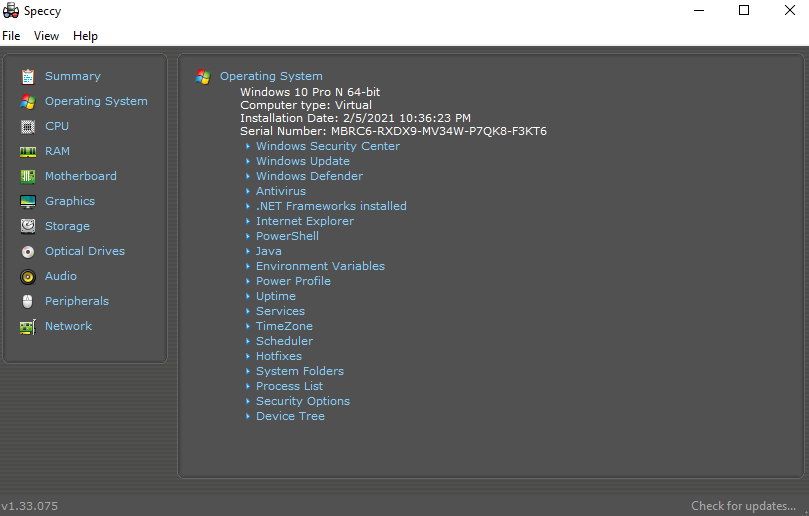 Speccy
File View Help
Summary
Operating System
CPU
RAM
Motherboard
Graphics
Storage
Optical Drives
Audio
Peripherals
Network
Operating System
Windows 10 Pro N 64-bit
Computer type: Virtual
Installation Date: 2/5/2021 10:36:23 PM
Serial Number: MBRC6-RXDX9-MV34W-P7QK8-F3KT6
Windows Security Center
Windows Update
Windows Defender
Antivirus
.NET Frameworks installed
Internet Explorer
PowerShell
Java
Environment Variables
Power Profile
Uptime
Services
TimeZone
Scheduler
Hotfixes
System Folders
Process List
Security Options
Device Tree
v1.33.075
Check for updates...